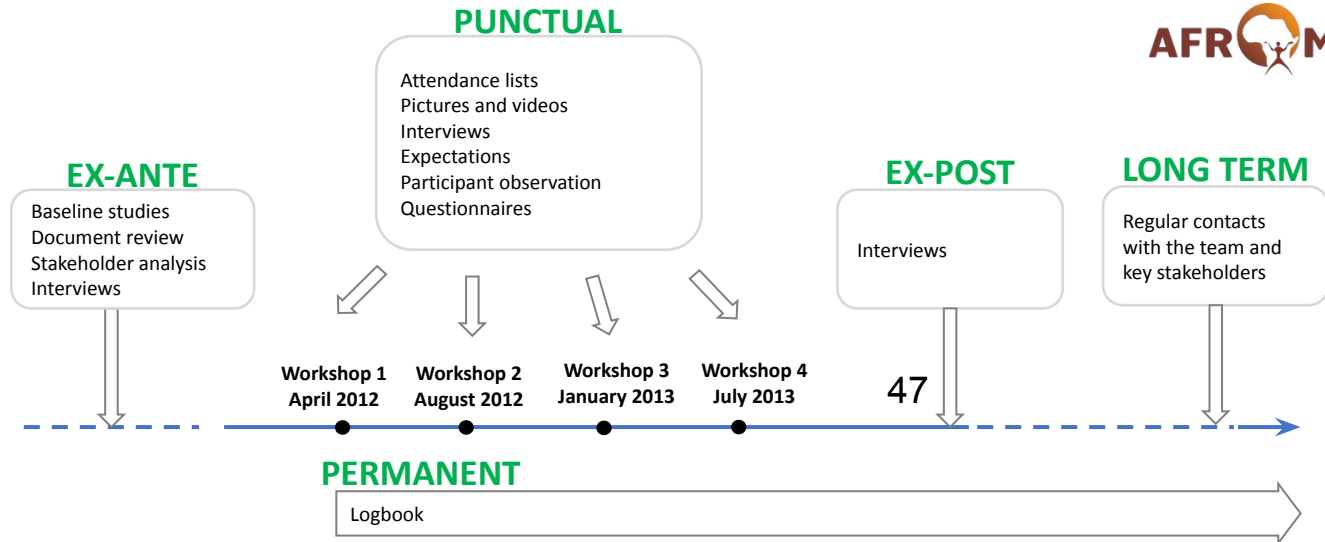 PUNCTUAL
AFR M
Attendance lists
Pictures and videos
Interviews
Expectations
Participant observation
Questionnaires
EX-ANTE
Baseline studies
Document review
Stakeholder analysis
Interviews
EX-POST
Interviews
LONG TERM
Regular contacts
with the team and
key stakeholders
Workshop 1
April 2012
Workshop 2
August 2012
Workshop 3
January 2013
Workshop 4
July 2013
47
PERMANENT
Logbook